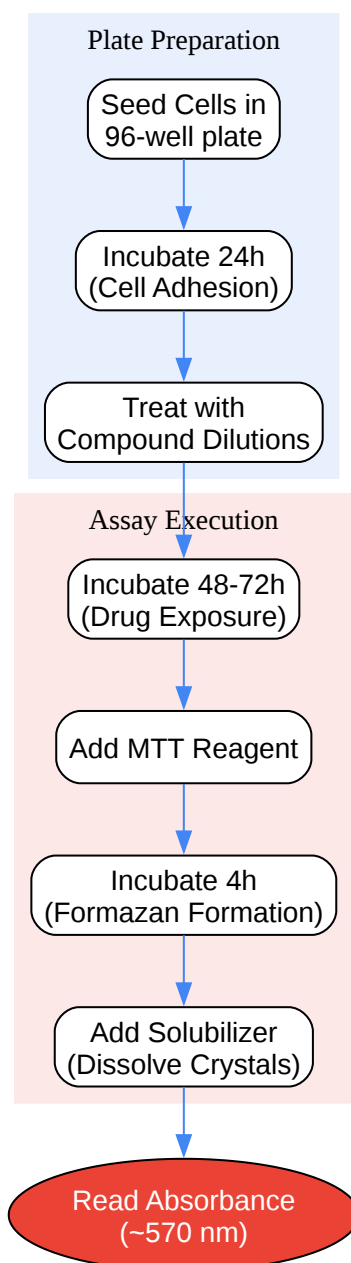 Plate Preparation
Seed Cells in
96-well plate
Incubate 24h
(Cell Adhesion)
Treat with
Compound Dilutions
Assay Execution
Incubate 48-72h
(Drug Exposure)
Add MTT Reagent
Incubate 4h
(Formazan Formation)
Add Solubilizer
(Dissolve Crystals)
Read Absorbance
(~570 nm)